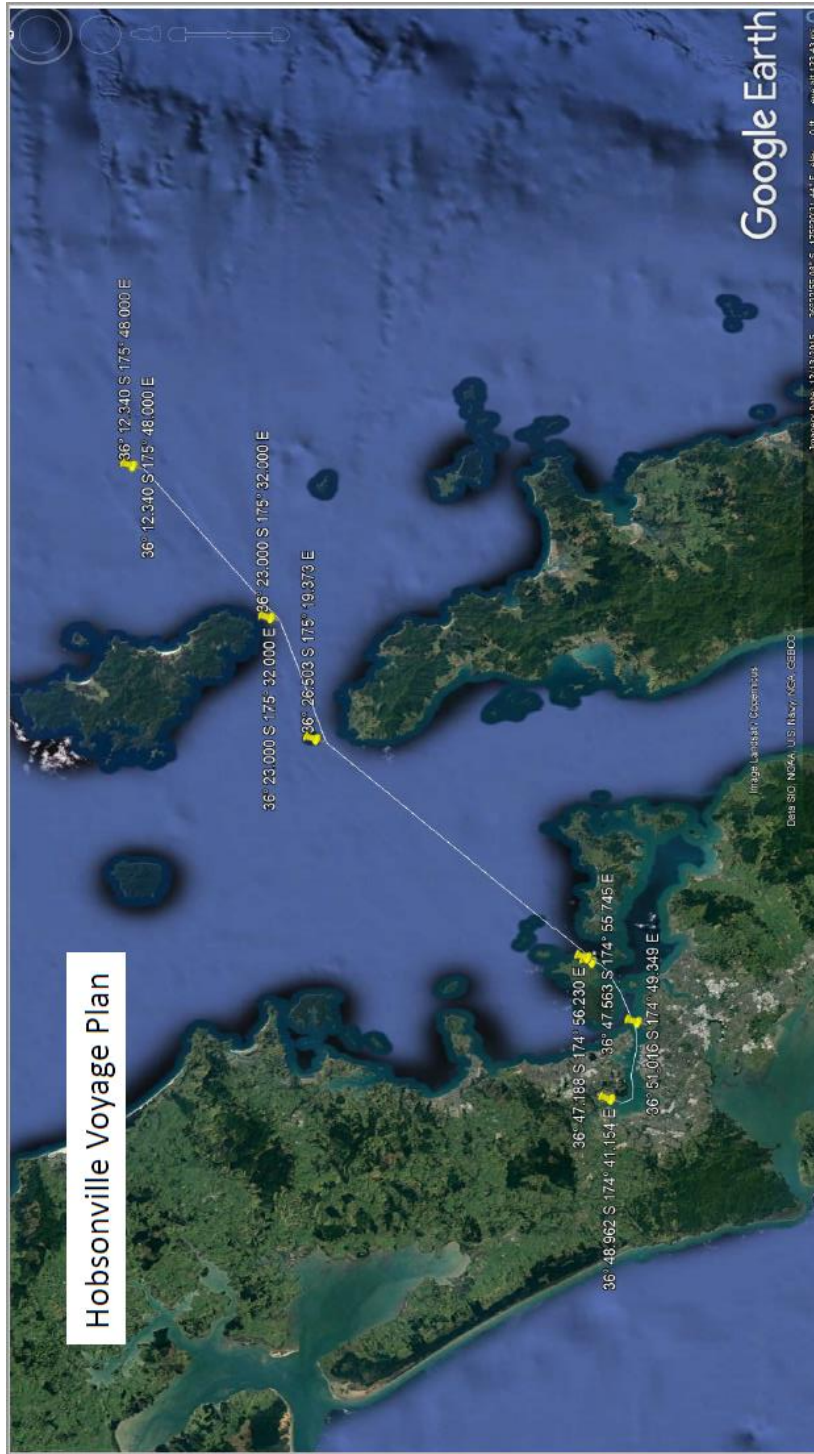 Hobsonville Voyage Plan
36° 12.340 S 175° 48.000 E
36° 12.340 S 175° 48.000 E
36° 23.000 S 175° 32.000 E
36° 23.000 S 175° 32.000 E
36° 26.503 S 175° 19.373 E
36° 47.188 S 174° 56.230 E
36° 47.563 S 174° 55.745 E
36° 48.962 S 174° 41.154 E
36° 51.016 S 174° 49.349 E
Image Landsat / Copernicus
Data SIO, NOAA, U.S. Navy, NGA, GEBCO
Google Earth